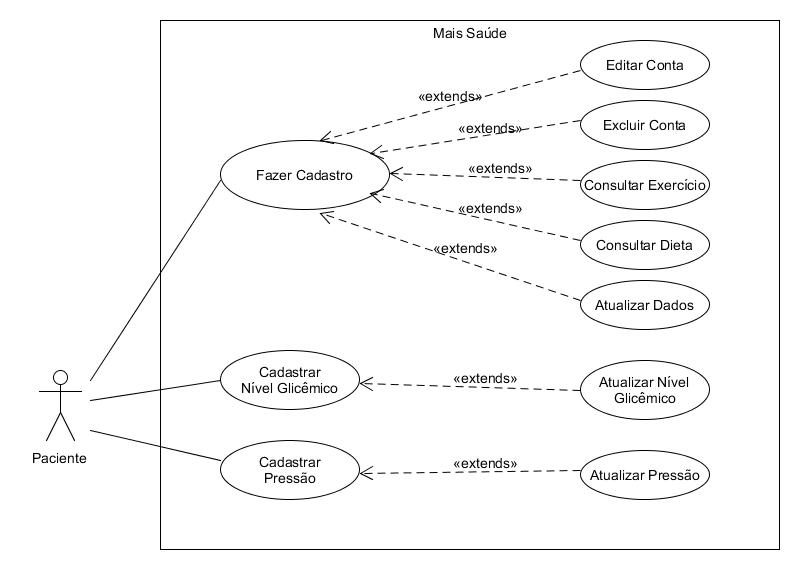 Mais Saúde
Editar Conta
«extends»
Excluir Conta
«extends»
Fazer Cadastro
«extends»
Consultar Exercício
«extends»
Consultar Dieta
«extends»
Atualizar Dados
Cadastrar
Nível Glicêmico
«extends»
Atualizar Nível
Glicêmico
Paciente
Cadastrar
Pressão
«extends»
Atualizar Pressão